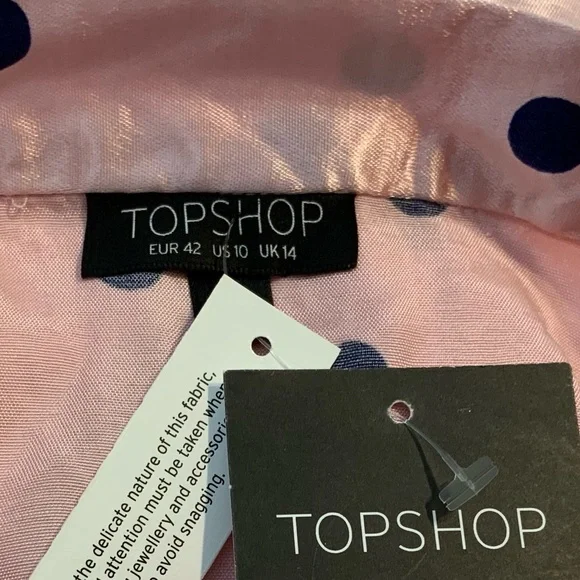 TOPSHOP
EUR 42 US 10 UK 14
the delicate nature of this fabric,
attention must be taken when
jewellery and accessori
avoid snagging.
TOPSHOP